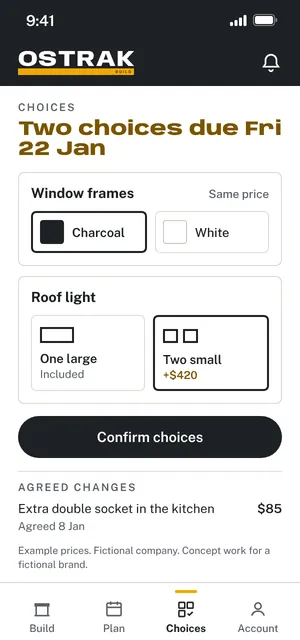 9:41
OSTRAK
BUILD
CHOICES
Two choices due Fri
22 Jan
Window frames
Same price
Charcoal
White
Roof light
One large
Included
Two small
+$420
Confirm choices
AGREED CHANGES
Extra double socket in the kitchen
$85
Agreed 8 Jan
Example prices. Fictional company. Concept work for a
fictional brand.
Build
Plan
Choices
Account